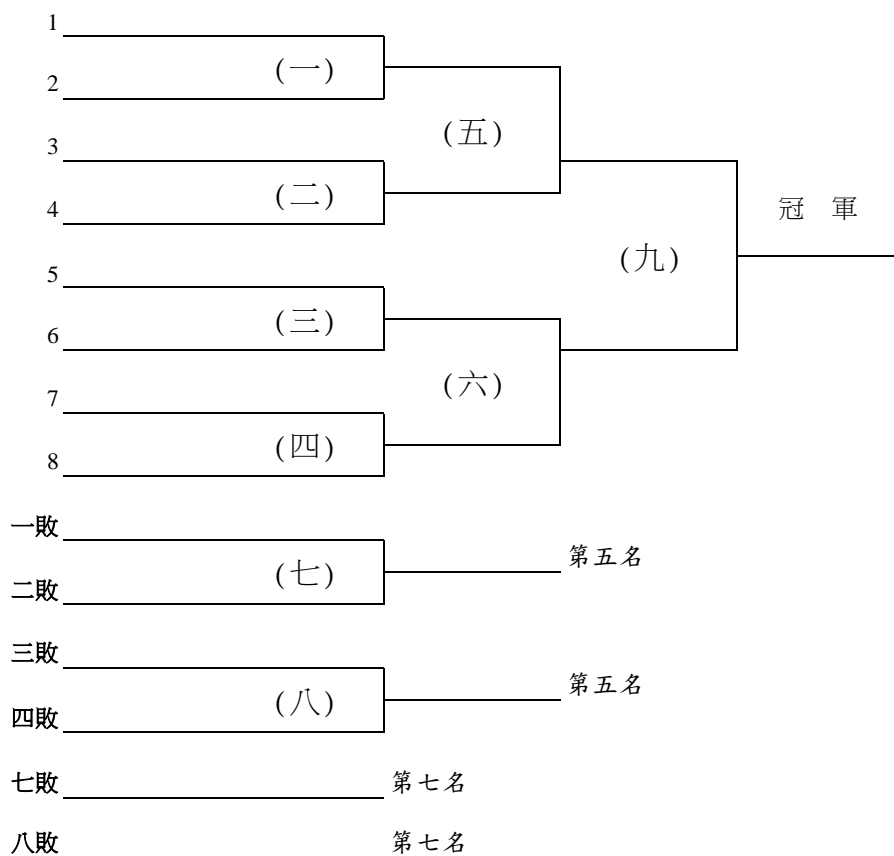 1
(一)
2
(五)
3
(二)
4
冠 軍
(九)
5
(三)
6
(六)
7
(四)
8
一敗
第五名
(七)
二敗
三敗
第五名
(八)
四敗
七敗 第七名
八敗 第七名